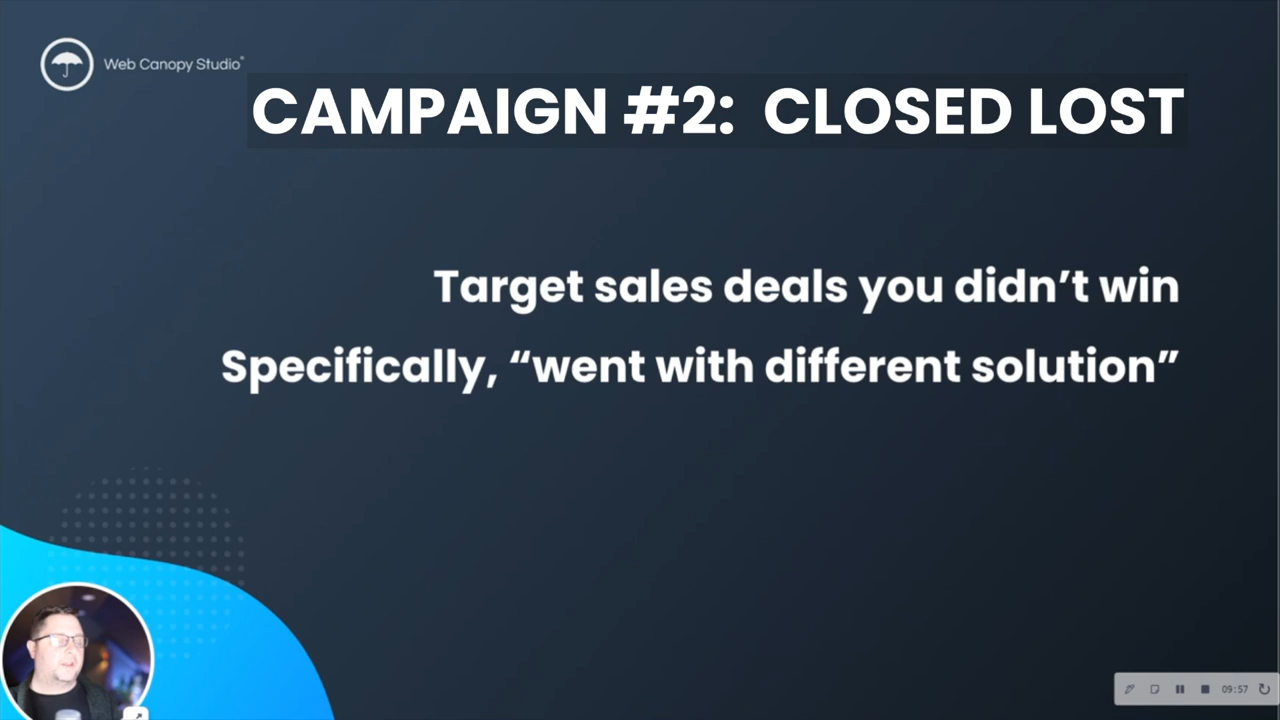 Web Canopy Studio®
CAMPAIGN #2: CLOSED LOST
Target sales deals you didn’t win
Specifically, “went with different solution”
09:57